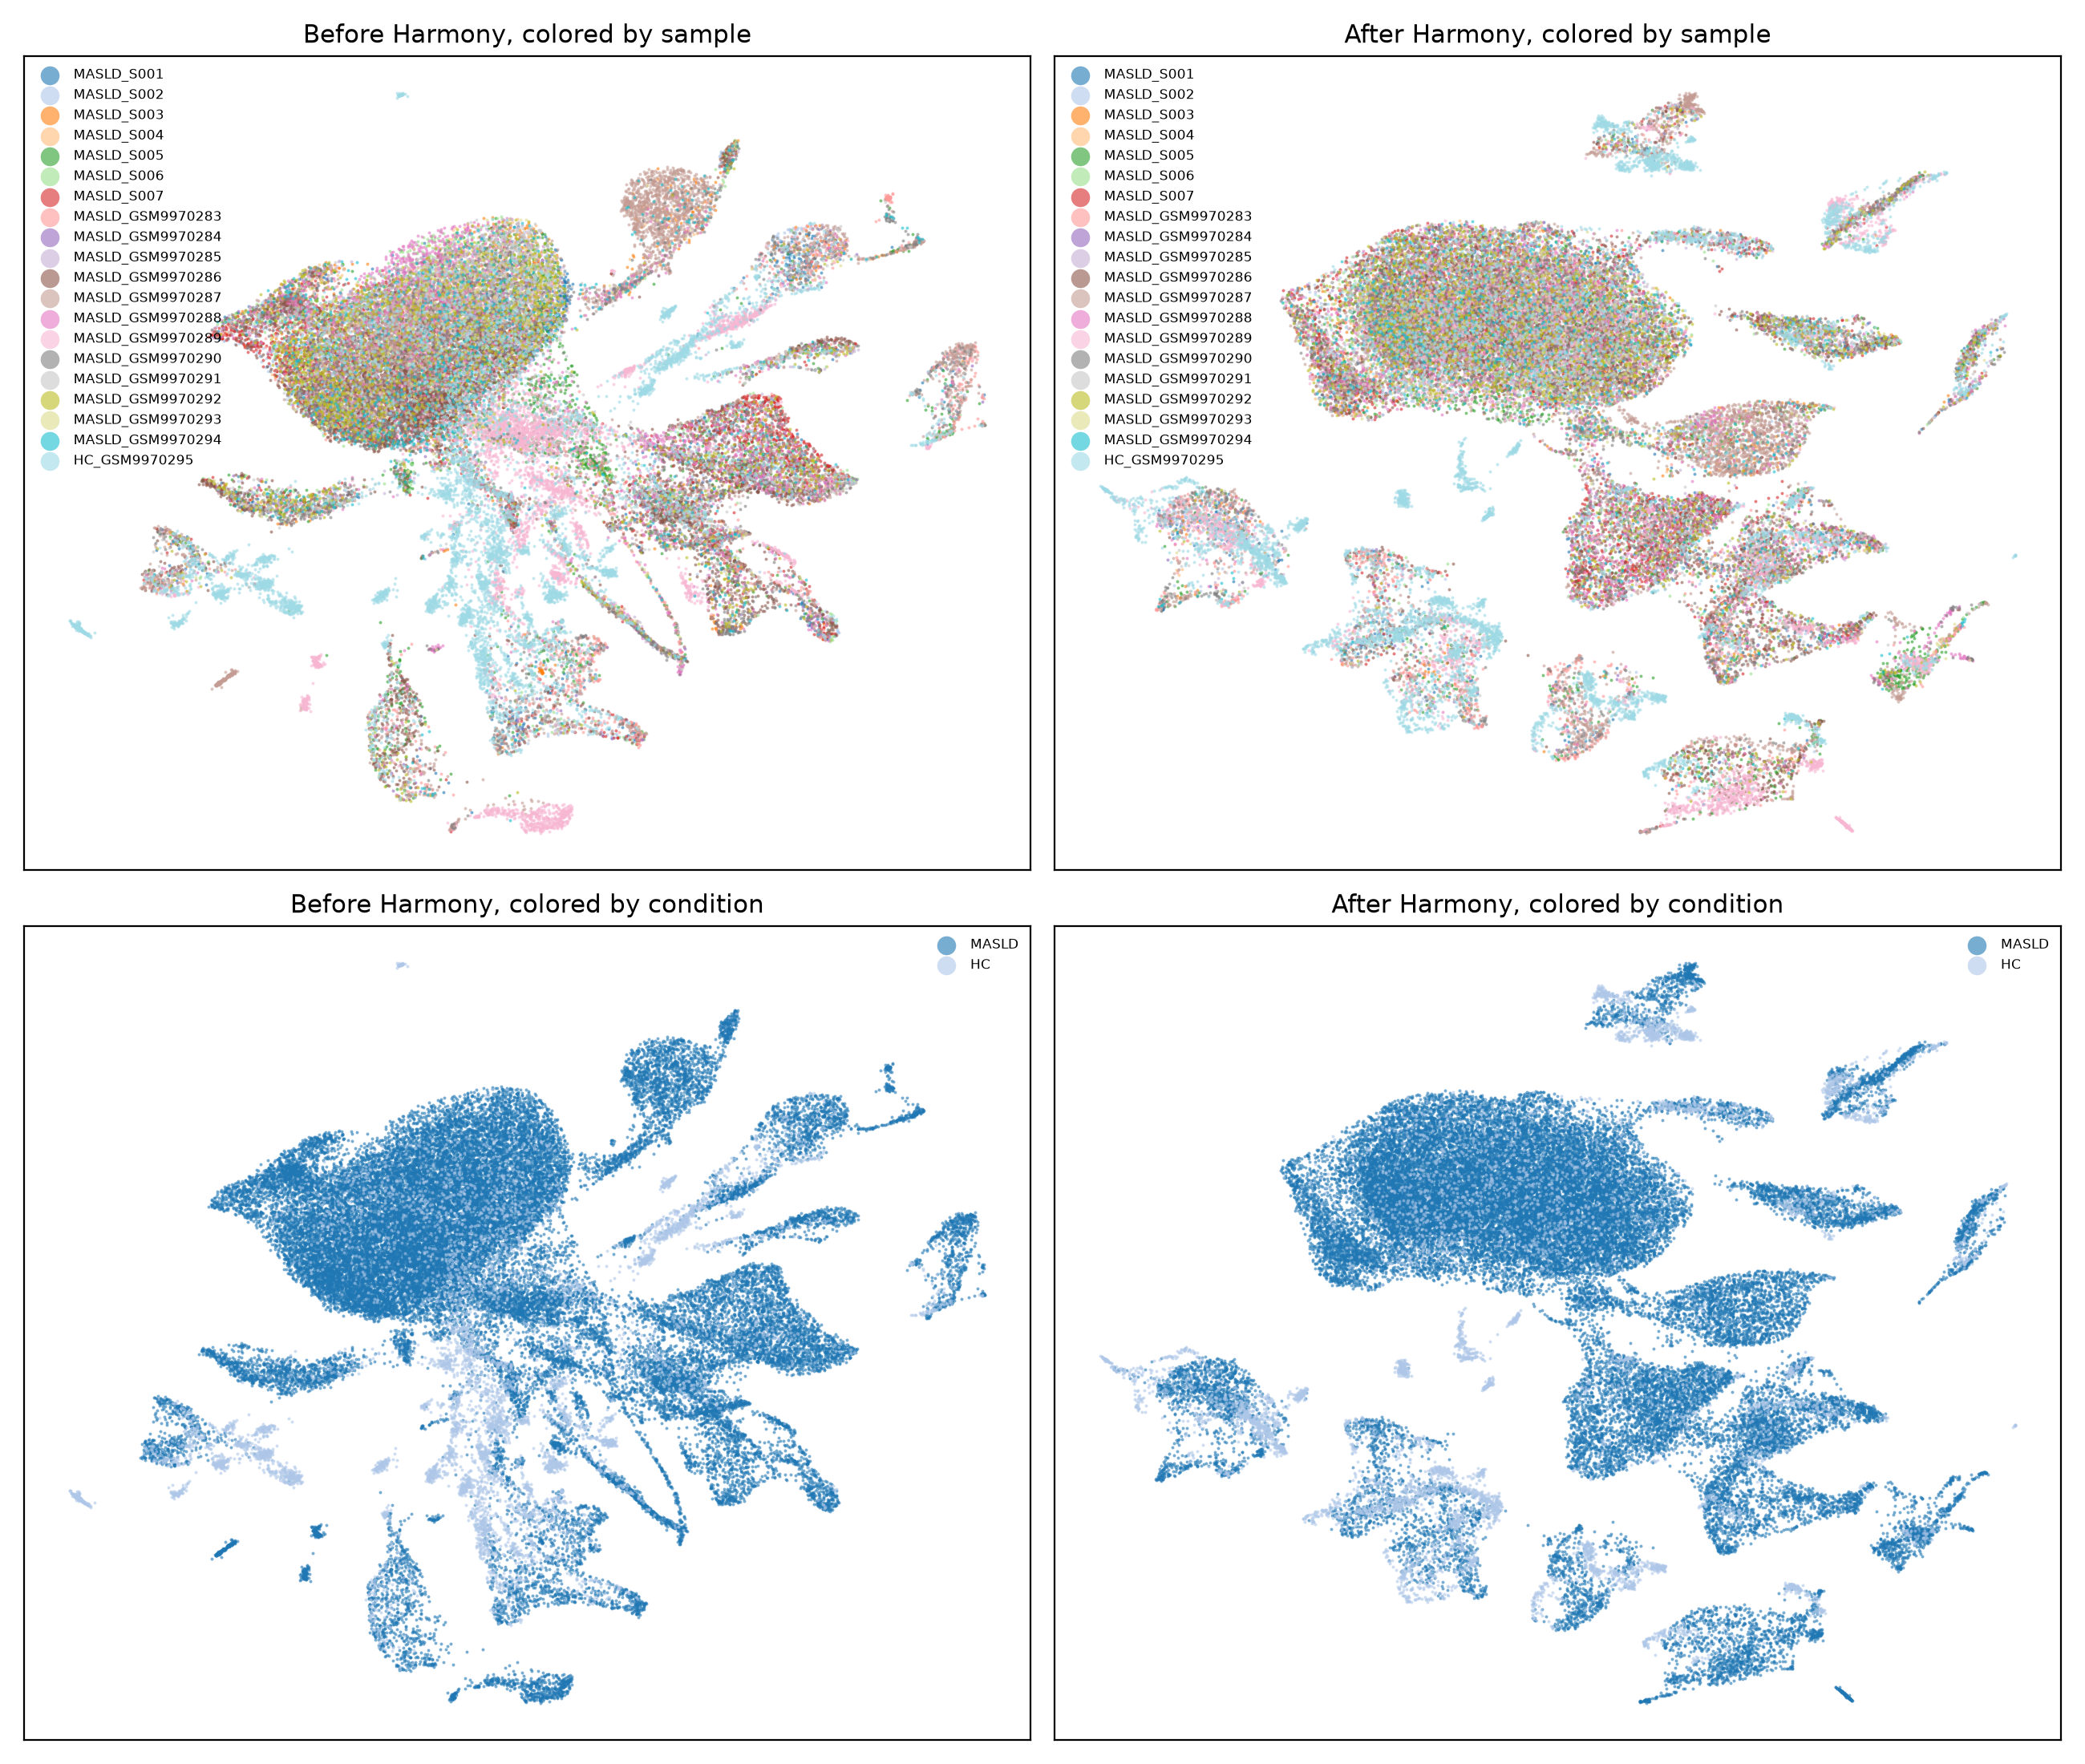 Before Harmony, colored by sample
MASLD_S001
MASLD_S002
MASLD_S003
MASLD_S004
MASLD_S005
MASLD_S006
MASLD_S007
MASLD_GSM9970283
MASLD_GSM9970284
MASLD_GSM9970285
MASLD_GSM9970286
MASLD_GSM9970287
MASLD_GSM9970288
MASLD_GSM9970289
MASLD_GSM9970290
MASLD_GSM9970291
MASLD_GSM9970292
MASLD_GSM9970293
MASLD_GSM9970294
HC_GSM9970295
After Harmony, colored by sample
MASLD_S001
MASLD_S002
MASLD_S003
MASLD_S004
MASLD_S005
MASLD_S006
MASLD_S007
MASLD_GSM9970283
MASLD_GSM9970284
MASLD_GSM9970285
MASLD_GSM9970286
MASLD_GSM9970287
MASLD_GSM9970288
MASLD_GSM9970289
MASLD_GSM9970290
MASLD_GSM9970291
MASLD_GSM9970292
MASLD_GSM9970293
MASLD_GSM9970294
HC_GSM9970295
Before Harmony, colored by condition
MASLD
HC
After Harmony, colored by condition
MASLD
HC